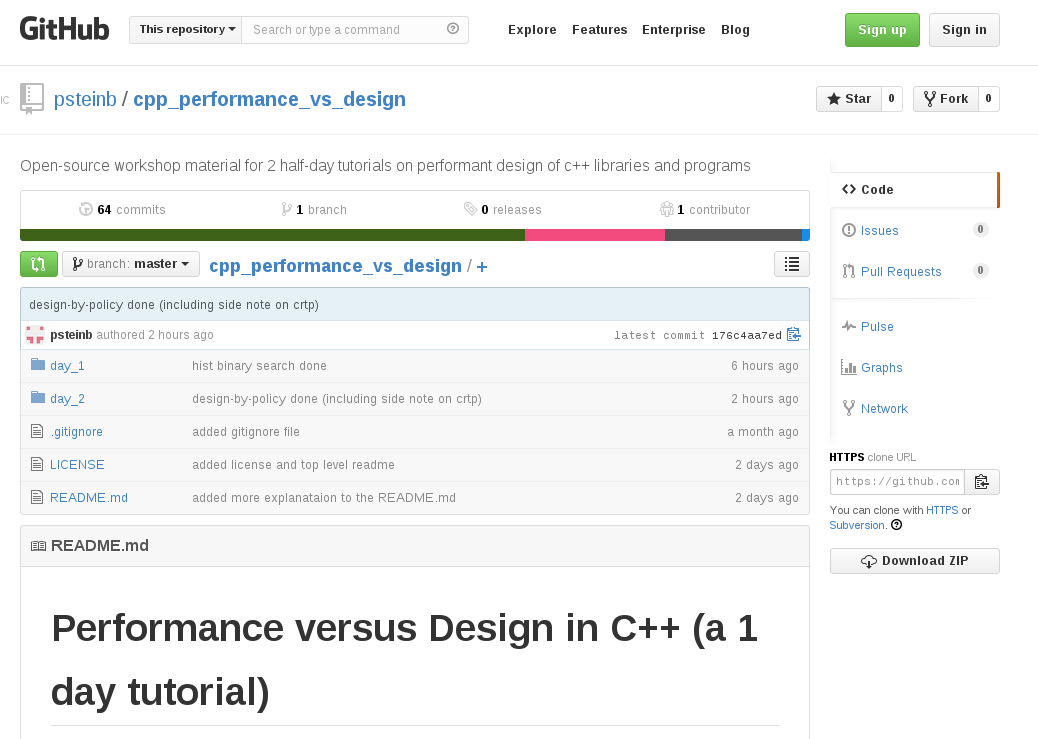 GitHub This repository Search or type a command Explore Features Enterprise Blog Sign up Sign in
IC psteinb / cpp_performance_vs_design Star 0 Fork 0
Open-source workshop material for 2 half-day tutorials on performant design of c++ libraries and programs
64 commits 1 branch 0 releases 1 contributor
branch: master cpp_performance_vs_design / +
design-by-policy done (including side note on crtp)
psteinb authored 2 hours ago latest commit 176c4aa7ed
day_1 hist binary search done 6 hours ago
day_2 design-by-policy done (including side note on crtp) 2 hours ago
.gitignore added gitignore file a month ago
LICENSE added license and top level readme 2 days ago
README.md added more explanataion to the README.md 2 days ago
README.md
Performance versus Design in C++ (a 1
day tutorial)
Code
Issues 0
Pull Requests 0
Pulse
Graphs
Network
HTTPS clone URL
https://github.com
You can clone with HTTPS or
Subversion.
Download ZIP